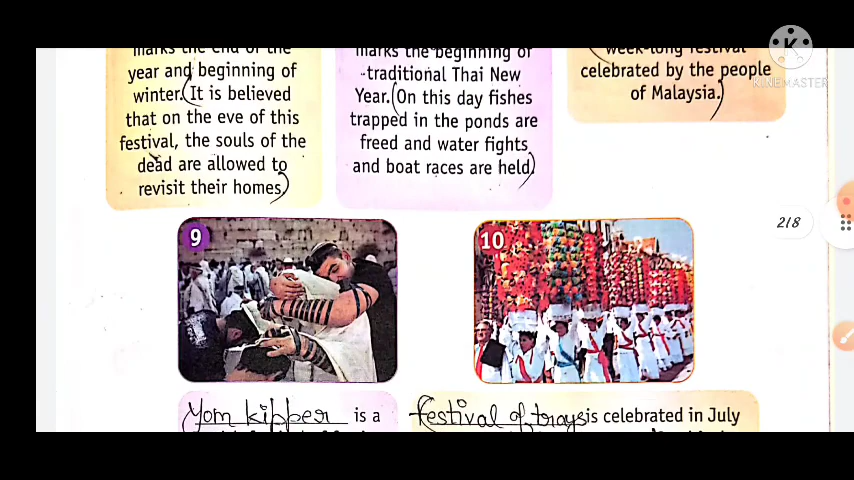 marks the end of the
year and beginning of
winter. It is believed
that on the eve of this
festival, the souls of the
dead are allowed to
revisit their homes.
marks the beginning of
traditional Thai New
Year. On this day fishes
trapped in the ponds are
freed and water fights
and boat races are held.
week-long festival
celebrated by the people
of Malaysia.
K
KINEMASTER
218
9
10
Yom kipper is a
festival of trays is celebrated in July